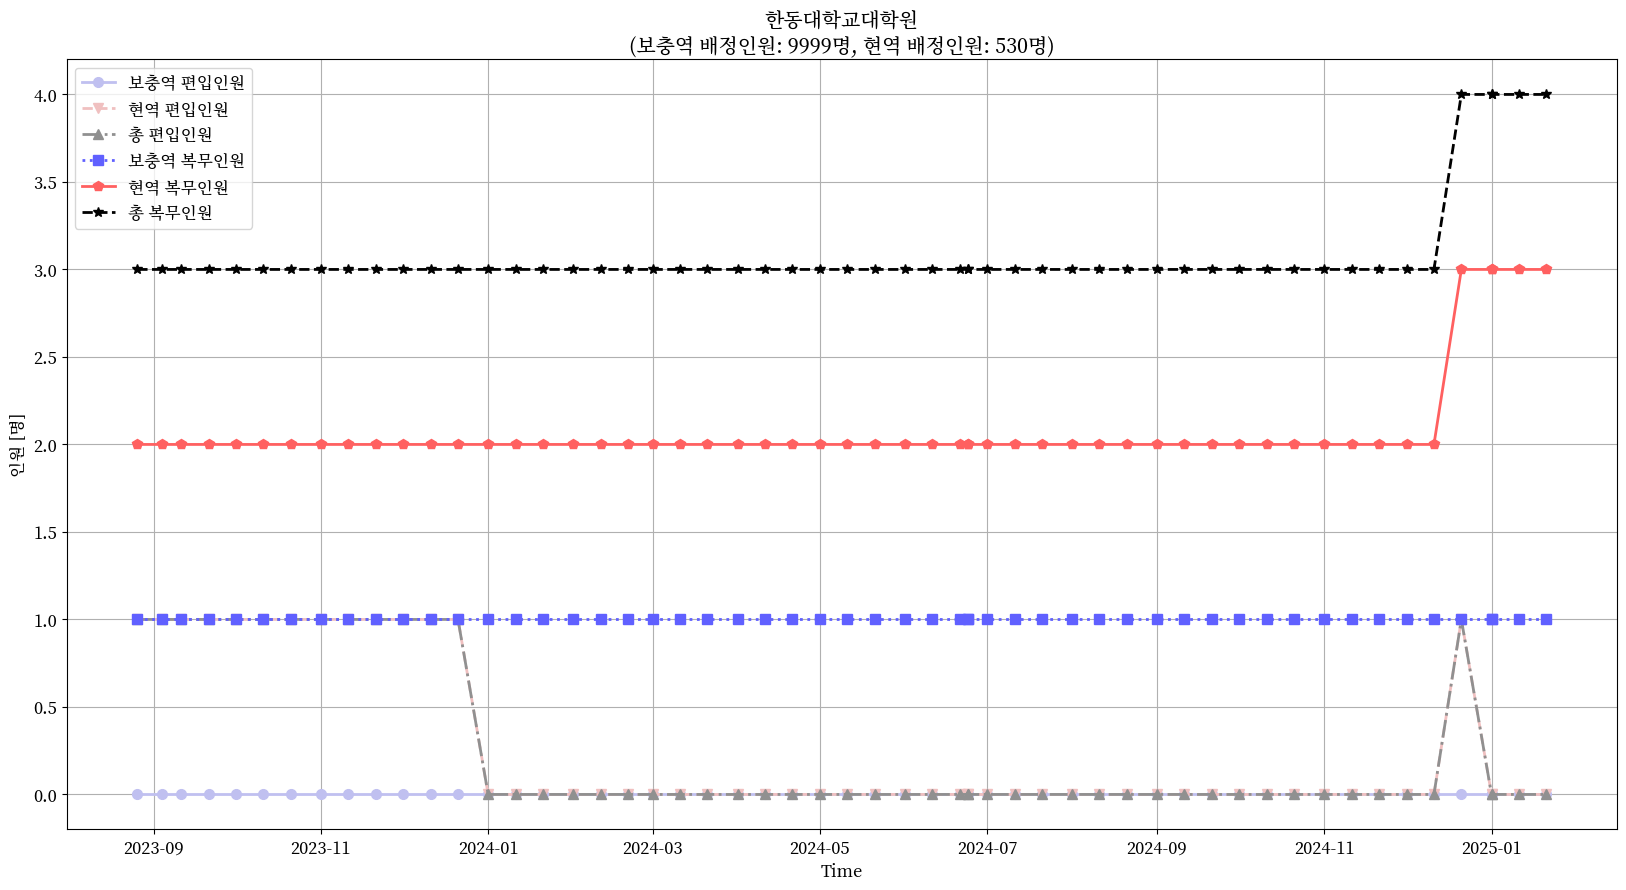 한동대학교대학원
(보충역 배정인원: 9999명, 현역 배정인원: 530명)
보충역 편입인원
현역 편입인원
총 편입인원
보충역 복무인원
현역 복무인원
총 복무인원
인원 [명]
4.0
3.5
3.0
2.5
2.0
1.5
1.0
0.5
0.0
2023-09 2023-11 2024-01 2024-03 2024-05 2024-07 2024-09 2024-11 2025-01
Time